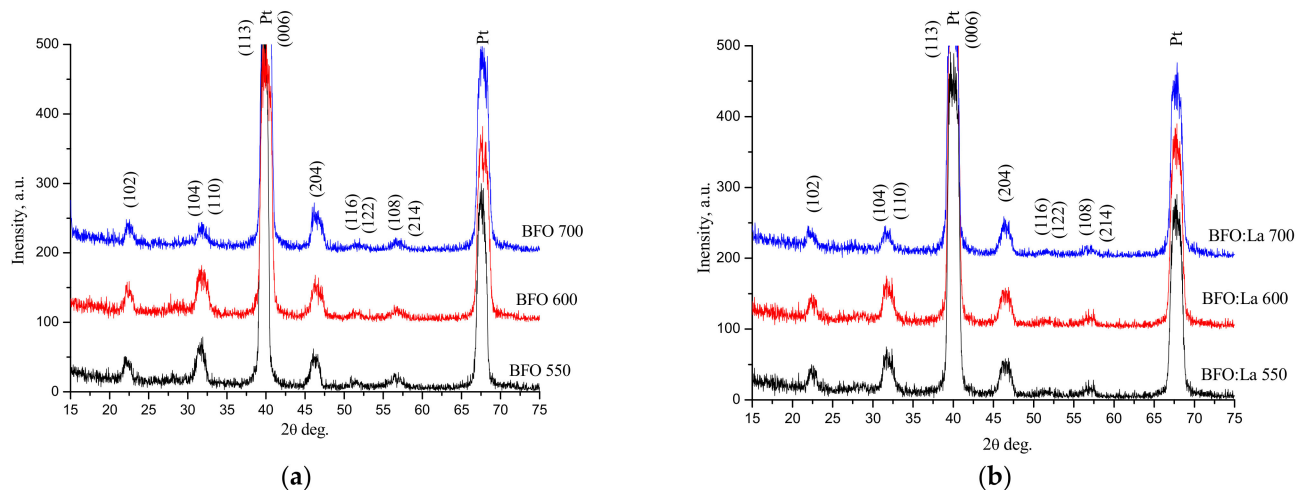 (113)
Pt
(006)
Pt
500
400
300
200
100
0
Inensity, a.u.
(102)
(104)
(110)
(204)
(116)
(122)
(108)
(214)
BFO 700
BFO 600
BFO 550
15 20 25 30 35 40 45 50 55 60 65 70 75
2θ deg.
(a)
(113)
Pt
(006)
Pt
500
400
300
200
100
0
Inensity, a.u.
(102)
(104)
(110)
(204)
(116)
(122)
(108)
(214)
BFO:La 700
BFO:La 600
BFO:La 550
15 20 25 30 35 40 45 50 55 60 65 70 75
2θ deg.
(b)